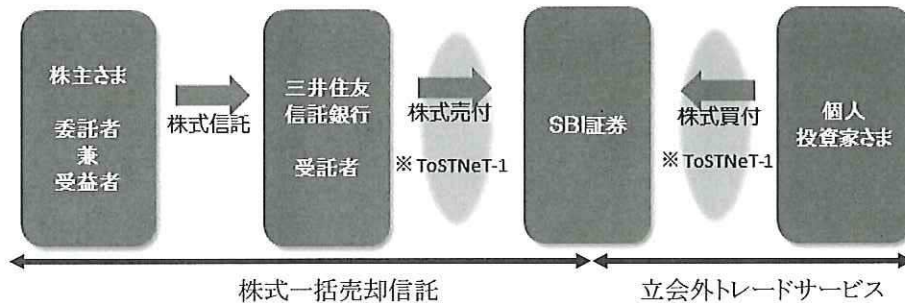 株主さま
委託者
兼
受益者
株式信託
三井住友
信託銀行
受託者
株式売付
※ ToSTNeT-1
SBI証券
株式買付
※ ToSTNeT-1
個人
投資家さま
株式一括売却信託
立会外トレードサービス